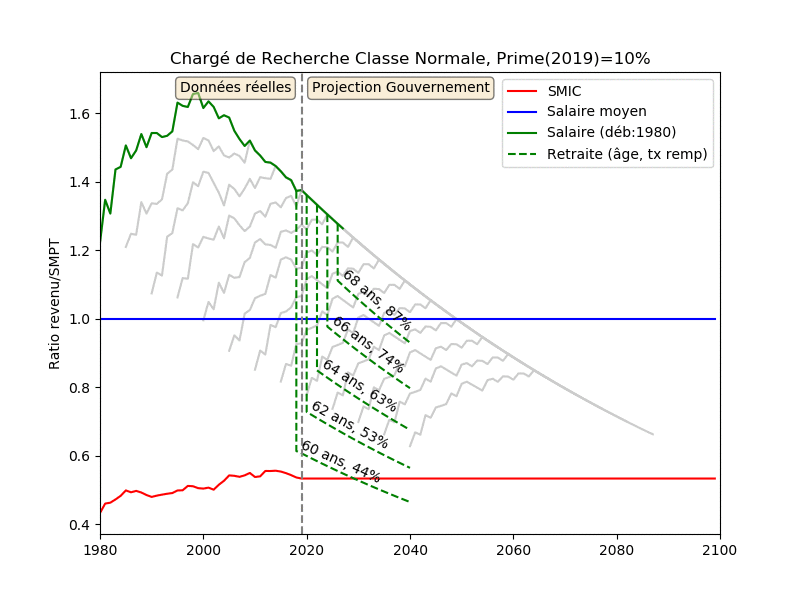 Chargé de Recherche Classe Normale, Prime(2019)=10%
Données réelles
Projection Gouvernement
SMIC
Salaire moyen
Salaire (déb:1980)
Retraite (âge, tx remp)
Ratio revenu/SMPT
1.6
1.4
1.2
1.0
0.8
0.6
0.4
68 ans, 87%
66 ans, 74%
64 ans, 63%
62 ans, 53%
60 ans, 44%
1980
2000
2020
2040
2060
2080
2100